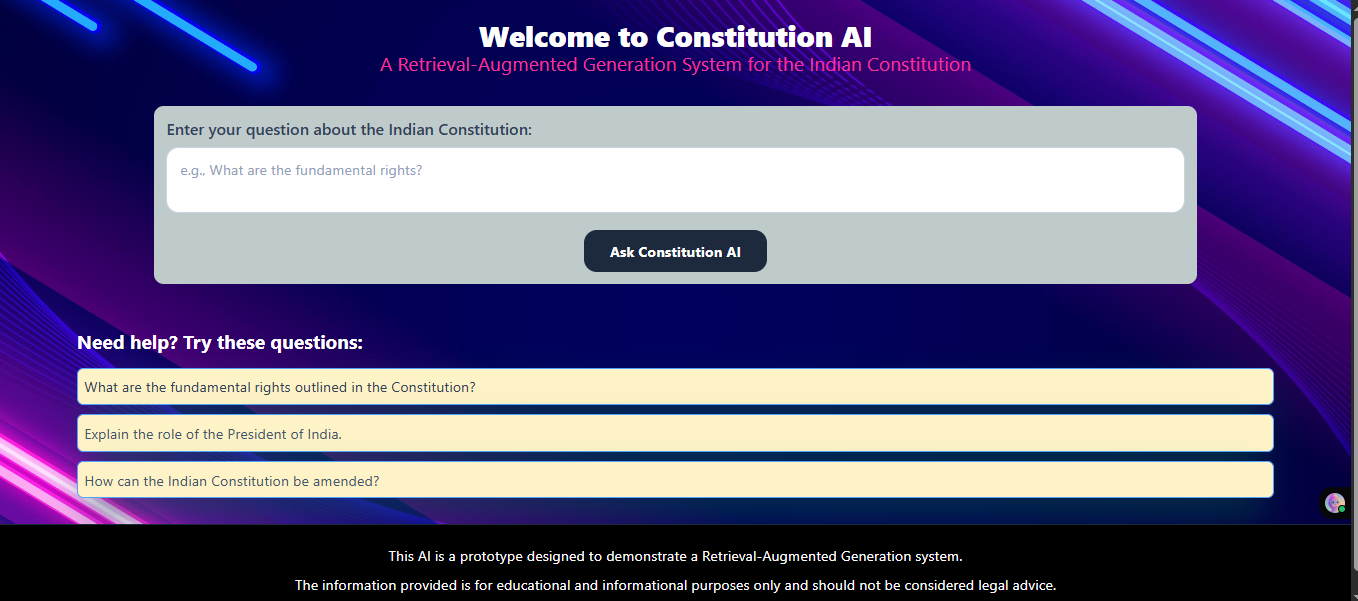 Welcome to Constitution AI
A Retrieval-Augmented Generation System for the Indian Constitution
Enter your question about the Indian Constitution:
e.g., What are the fundamental rights?
Ask Constitution AI
Need help? Try these questions:
What are the fundamental rights outlined in the Constitution?
Explain the role of the President of India.
How can the Indian Constitution be amended?
This AI is a prototype designed to demonstrate a Retrieval-Augmented Generation system.
The information provided is for educational and informational purposes only and should not be considered legal advice.